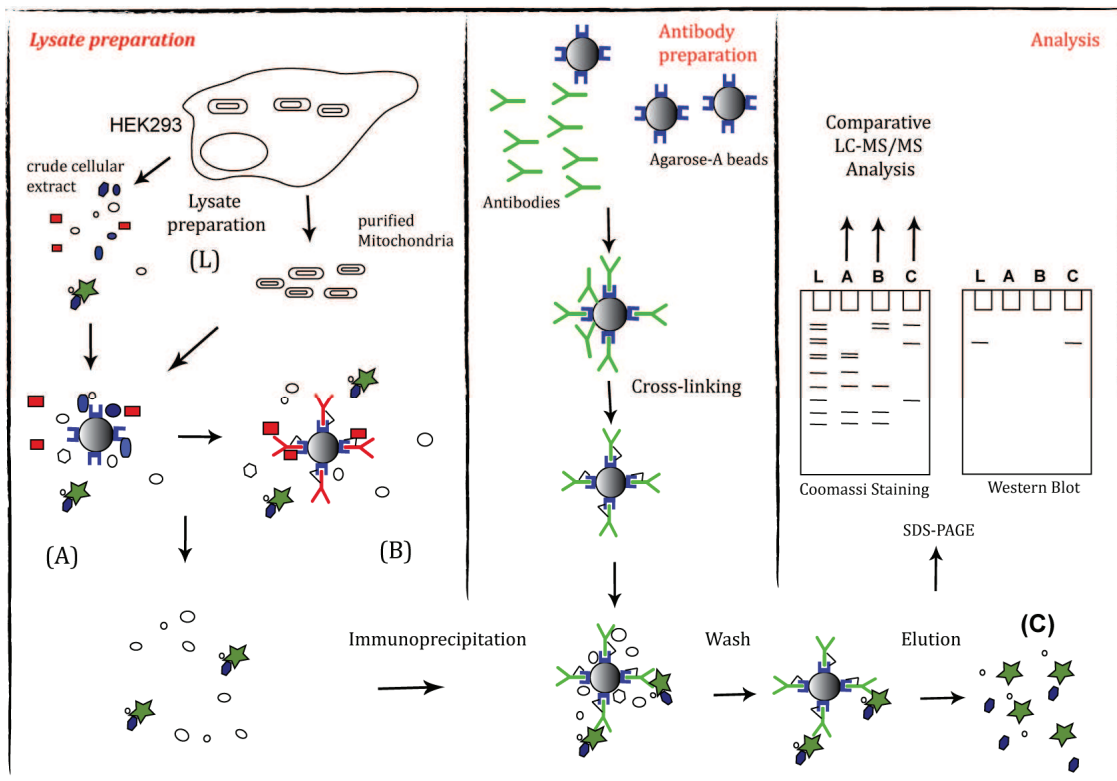 Lysate preparation
HEK293
crude cellular
extract
Lysate
preparation
(L)
purified
Mitochondria
(A)
(B)
Antibody
preparation
Agarose-A beads
Antibodies
Cross-linking
Immunoprecipitation
Wash
Elution
(C)
Analysis
Comparative
LC-MS/MS
Analysis
L A B C
L A B C
Coomassi Staining
Western Blot
SDS-PAGE